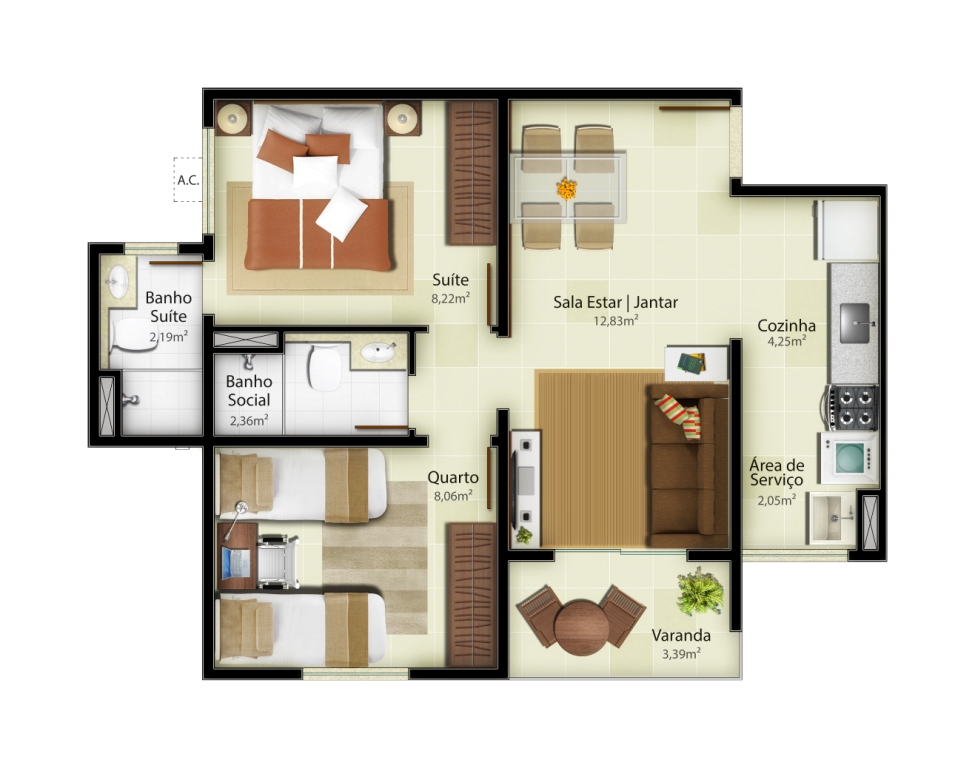 A.C.
Suíte
8,22m²
Sala Estar | Jantar
12,83m²
Banho
Suíte
2,19m²
Cozinha
4,25m²
Banho
Social
2,36m²
Quarto
8,06m²
Área de
Serviço
2,05m²
Varanda
3,39m²